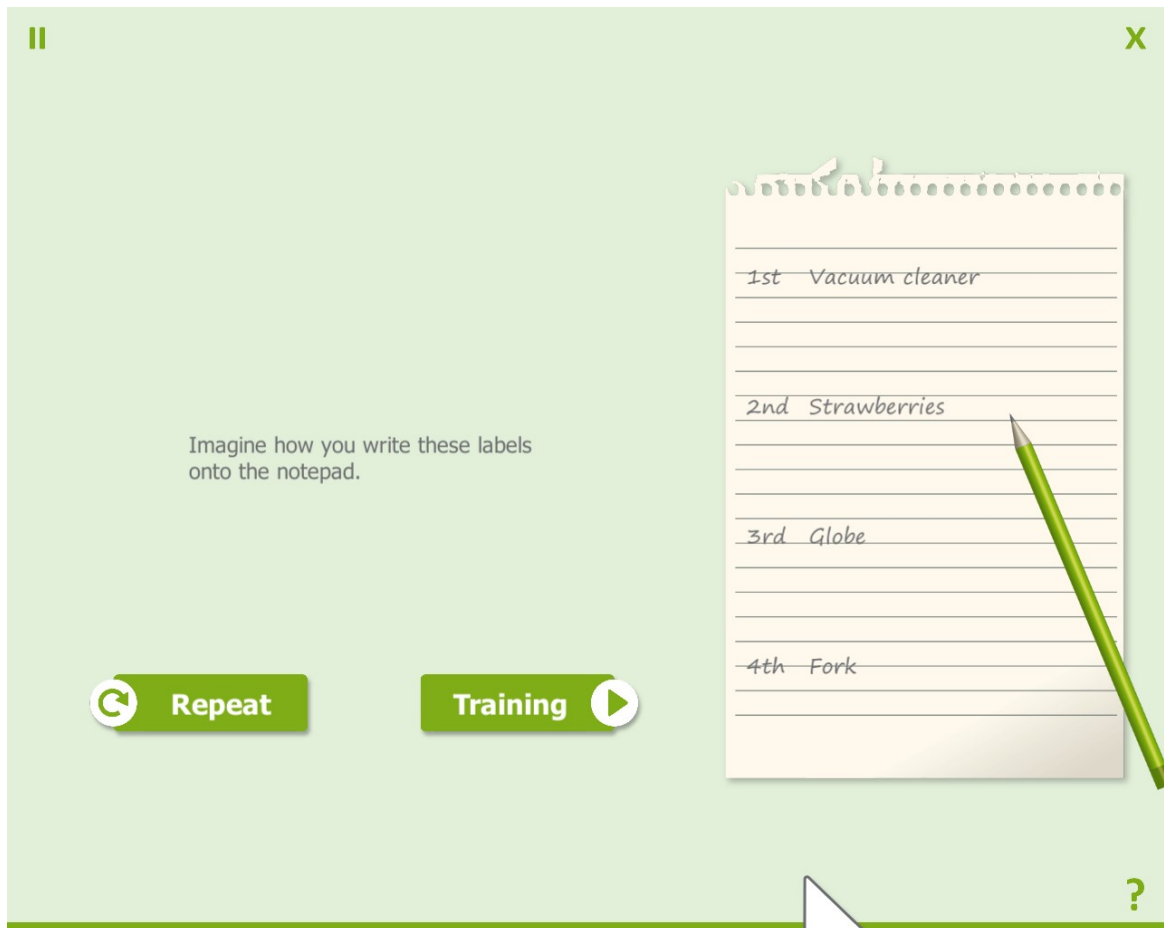 X
1st Vacuum cleaner
2nd Strawberries
Imagine how you write these labels
onto the notepad.
3rd Globe
4th Fork
Repeat
Training
?